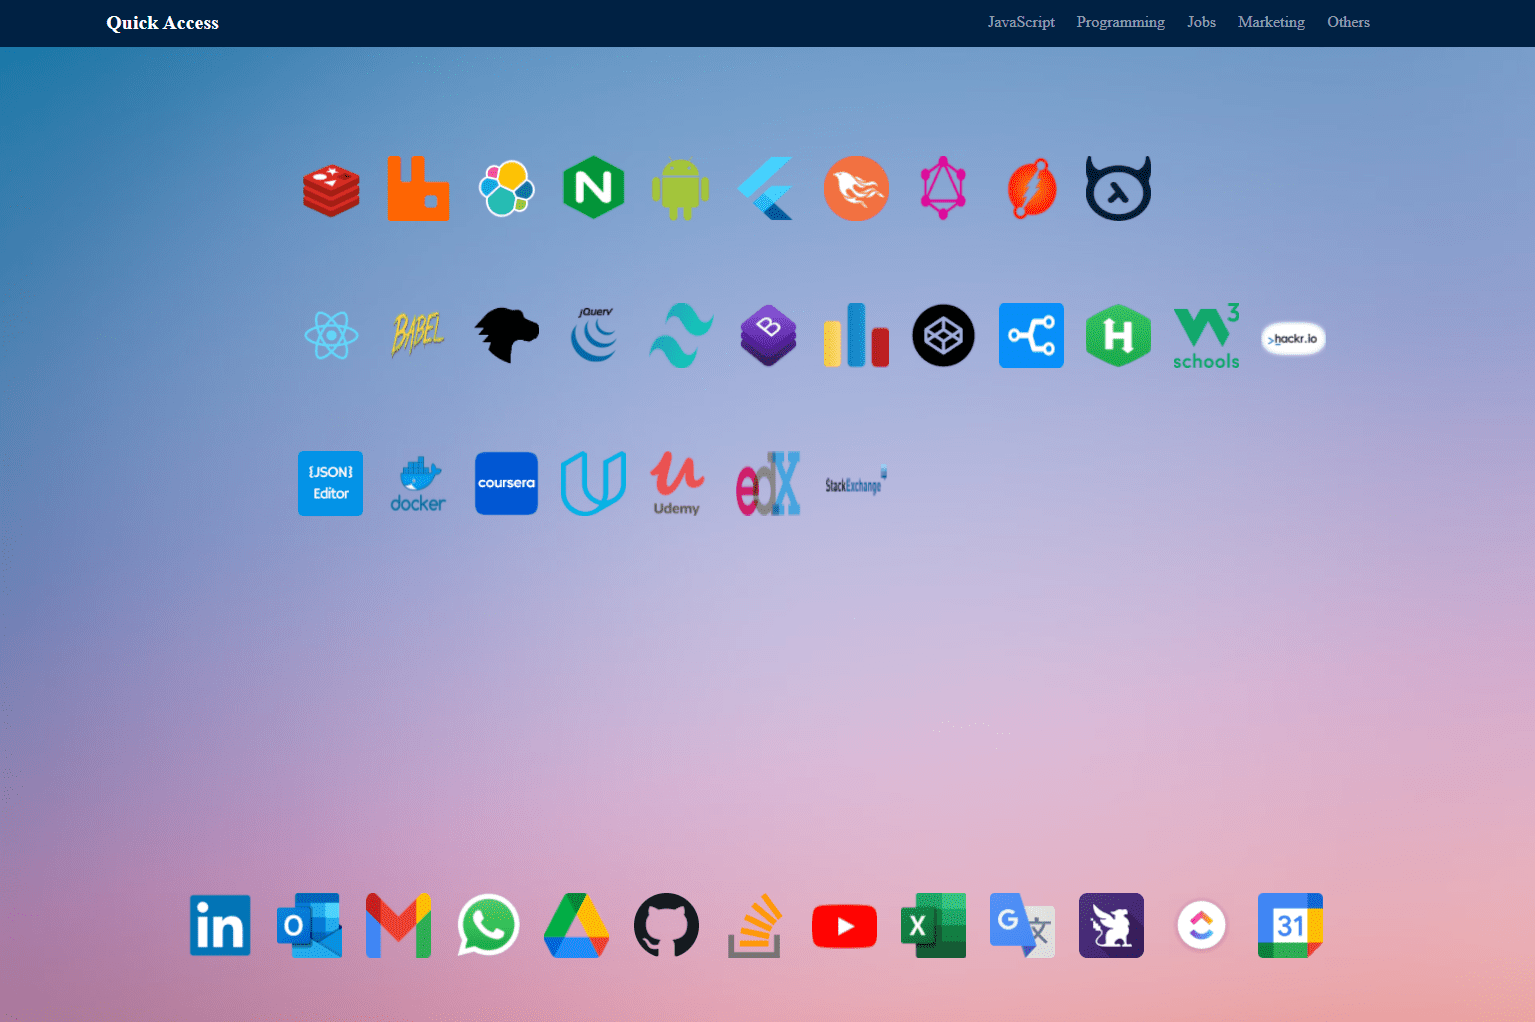 Quick Access
JavaScript Programming Jobs Marketing Others
N
BABEL
jQuery
B
H
W3
schools
>hackr.io
{JSON}
Editor
docker
coursera
U
Udemy
edX
StackExchange
in
O
M
X
G 文
31